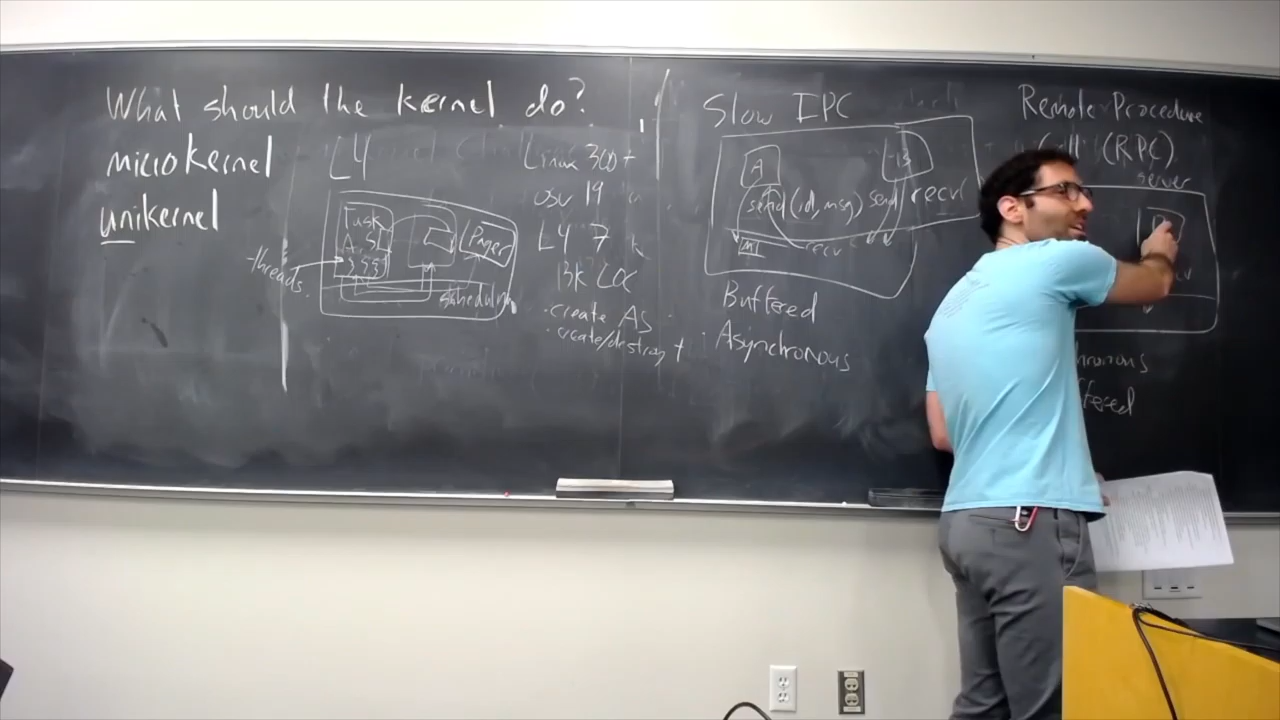 What should the kernel do?
microkernel
unikernel
L4
Task
A
threads
Pager
Linux 300+
osv 19
L4 7 k
13k LOC
• create AS
• create/destroy t
Slow IPC
A
send(id, msg) send recv
M1
recv
Buffered
• Asynchronous
Remote Procedure
(RPC)
server
hronous
ffered